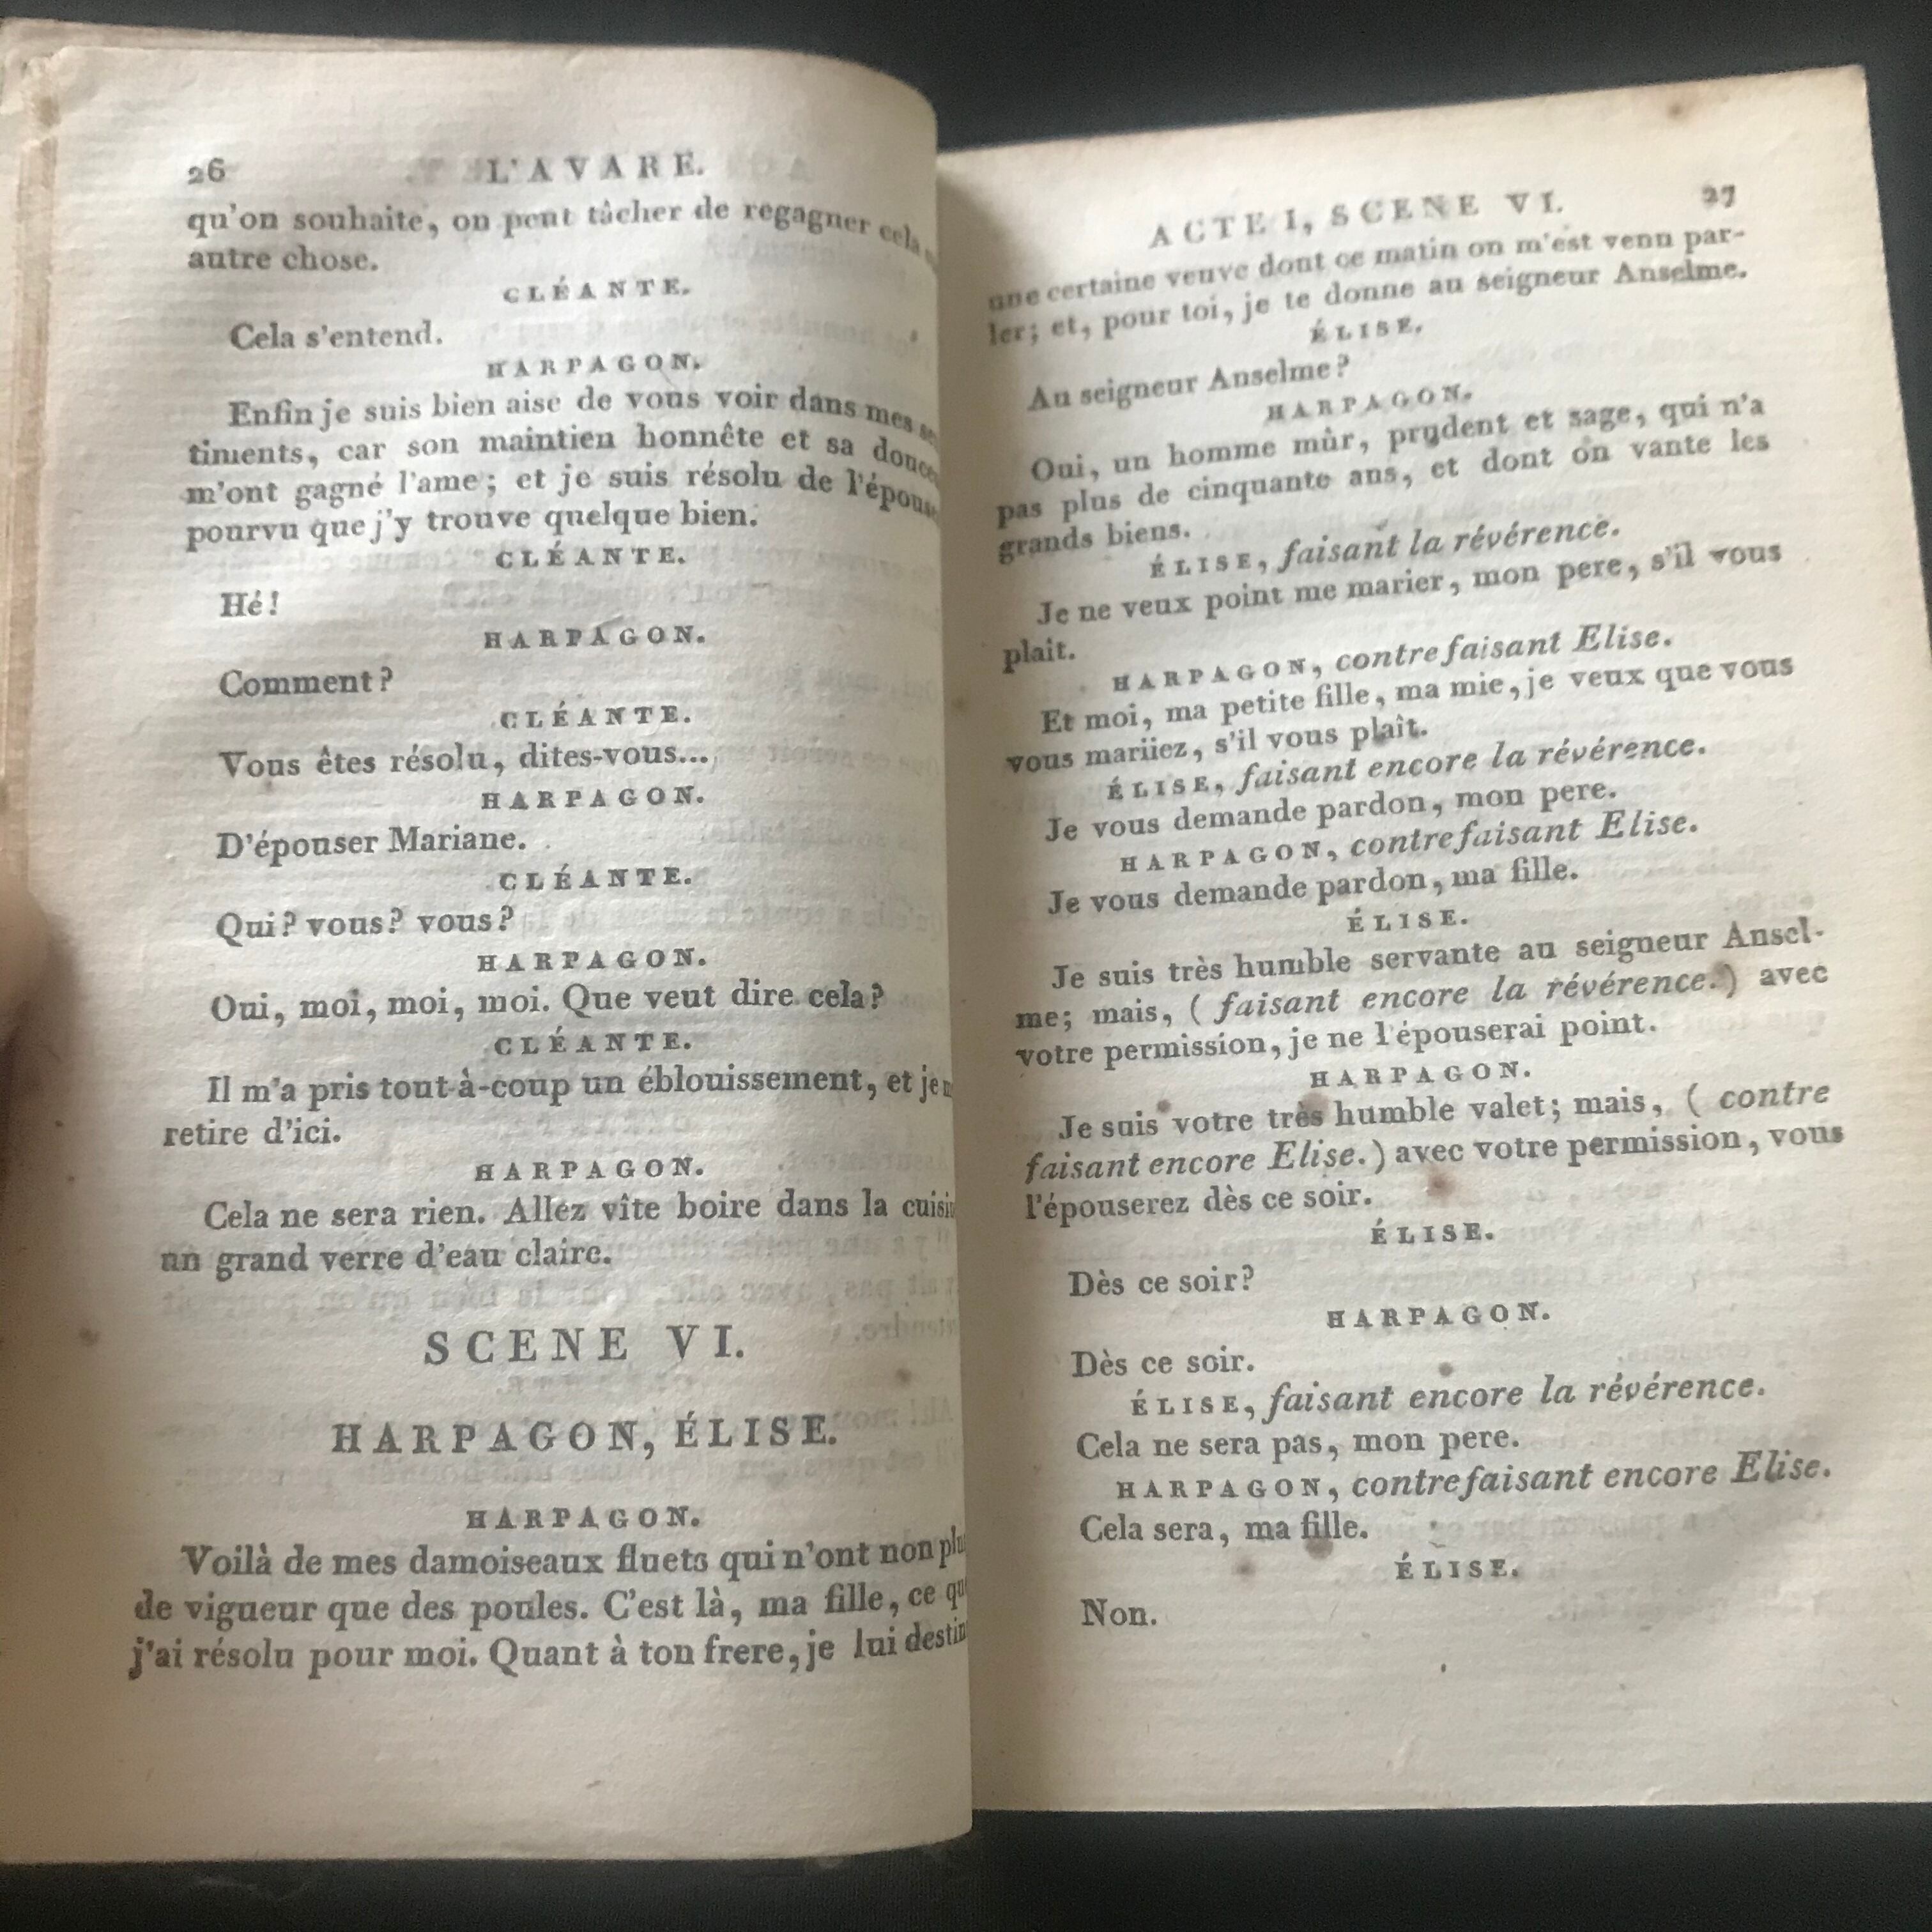 26 L'AVARE.
qu'on souhaite, on peut tâcher de regagner cela
autre chose.
CLÉANTE.
Cela s'entend.
HARPAGON.
Enfin je suis bien aise de vous voir dans mes se
timents, car son maintien honnête et sa douce
m'ont gagné l'ame; et je suis résolu de l'épouse
pourvu que j'y trouve quelque bien.
CLÉANTE.
Hé!
HARPAGON.
Comment?
CLÉANTE.
Vous êtes résolu, dites-vous...
HARPAGON.
D'épouser Mariane.
CLÉANTE.
Qui? vous? vous?
HARPAGON.
Oui, moi, moi, moi. Que veut dire cela?
CLÉANTE.
Il m'a pris tout-à-coup un éblouissement, et je
retire d'ici.
HARPAGON.
Cela ne sera rien. Allez vîte boire dans la cuisi
un grand verre d'eau claire.
SCENE VI.
HARPAGON, ÉLISE.
HARPAGON.
Voilà de mes damoiseaux fluets qui n'ont non plu
de vigueur que des poules. C'est là, ma fille, ce qu
j'ai résolu pour moi. Quant à ton frere, je lui destin
ACTE I, SCENE VI. 27
une certaine veuve dont ce matin on m'est venu par-
ler; et, pour toi, je te donne au seigneur Anselme.
ÉLISE.
Au seigneur Anselme?
HARPAGON.
Oui, un homme mûr, prudent et sage, qui n'a
pas plus de cinquante ans, et dont on vante les
grands biens.
ÉLISE, faisant la révérence.
Je ne veux point me marier, mon pere, s'il vous
plait.
HARPAGON, contrefaisant Elise.
Et moi, ma petite fille, ma mie, je veux que vous
vous mariiez, s'il vous plaît.
ÉLISE, faisant encore la révérence.
Je vous demande pardon, mon pere.
HARPAGON, contrefaisant Elise.
Je vous demande pardon, ma fille.
ÉLISE.
Je suis très humble servante au seigneur Ansel-
me; mais, ( faisant encore la révérence.) avec
votre permission, je ne l'épouserai point.
HARPAGON.
Je suis votre très humble valet; mais, ( contre
faisant encore Elise.) avec votre permission, vous
l'épouserez dès ce soir.
ÉLISE.
Dès ce soir?
HARPAGON.
Dès ce soir.
ÉLISE, faisant encore la révérence.
Cela ne sera pas, mon pere.
HARPAGON, contrefaisant encore Elise.
Cela sera, ma fille.
ÉLISE.
Non.